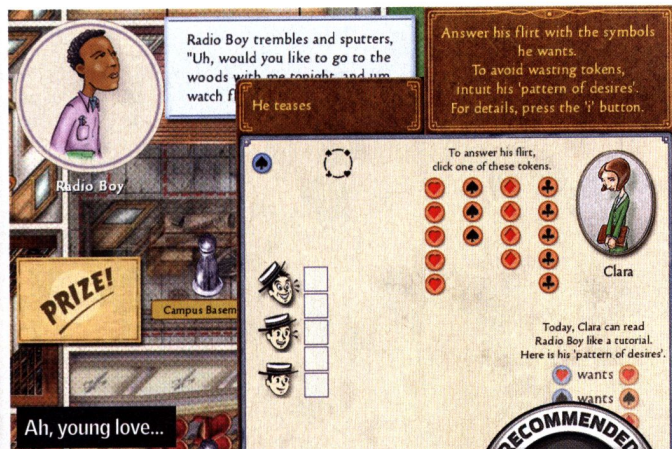 Radio Boy trembles and sputters,
"Uh, would you like to go to the
woods with me tonight, and um
watch fl
Radio Boy
PRIZE!
Campus Basem
Ah, young love...
He teases
Answer his flirt with the symbols
he wants.
To avoid wasting tokens,
intuit his 'pattern of desires'.
For details, press the 'i' button.
To answer his flirt,
click one of these tokens.
Clara
Today, Clara can read
Radio Boy like a tutorial.
Here is his 'pattern of desires'.
wants
wants
RECOMMENDED